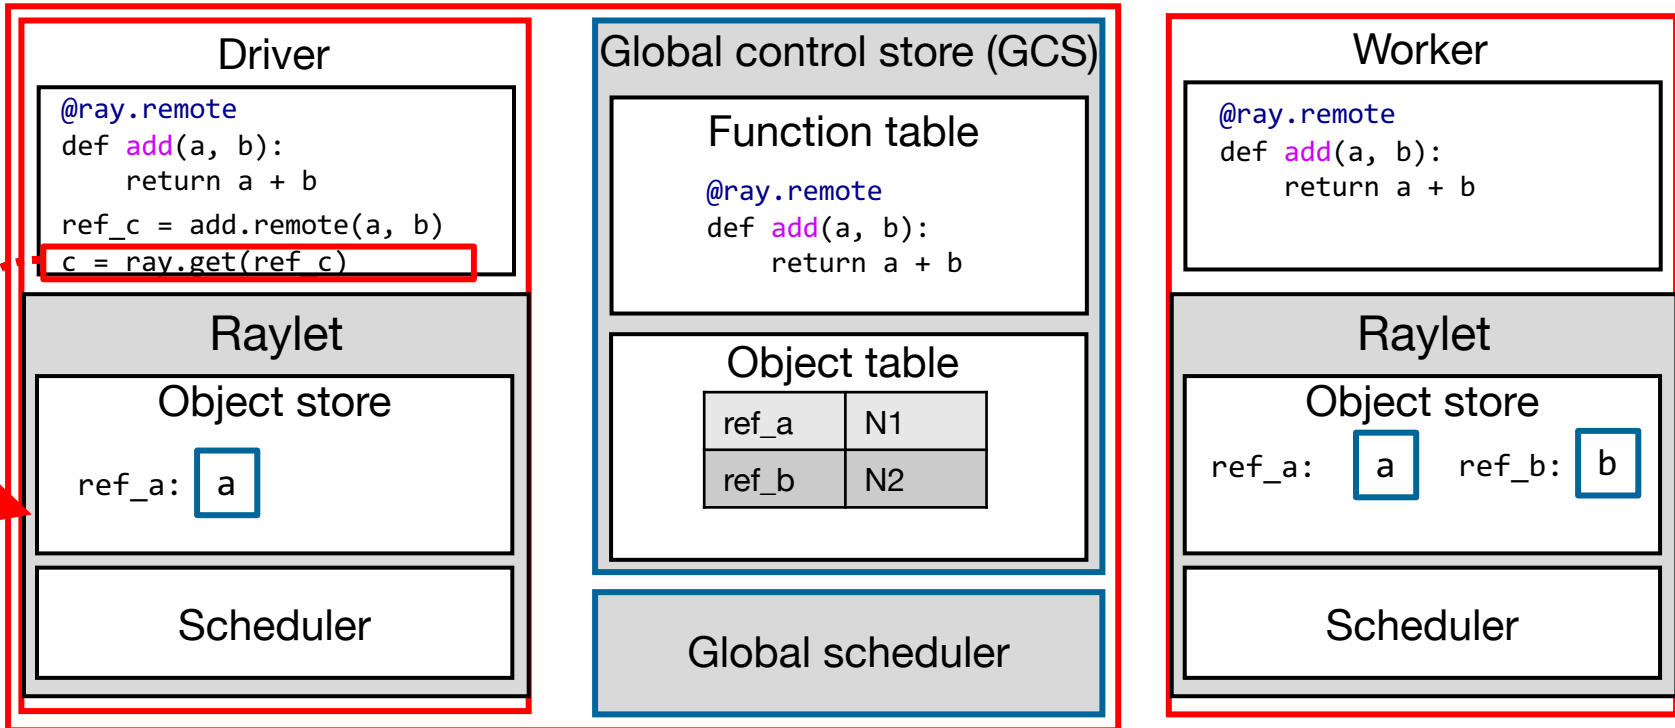 Driver
@ray.remote
def add(a, b):
    return a + b
ref_c = add.remote(a, b)
c = ray.get(ref_c)
Raylet
Object store
ref_a: a
Scheduler
Global control store (GCS)
Function table
@ray.remote
def add(a, b):
    return a + b
Object table
ref_a N1
ref_b N2
Global scheduler
Worker
@ray.remote
def add(a, b):
    return a + b
Raylet
Object store
ref_a: a ref_b: b
Scheduler